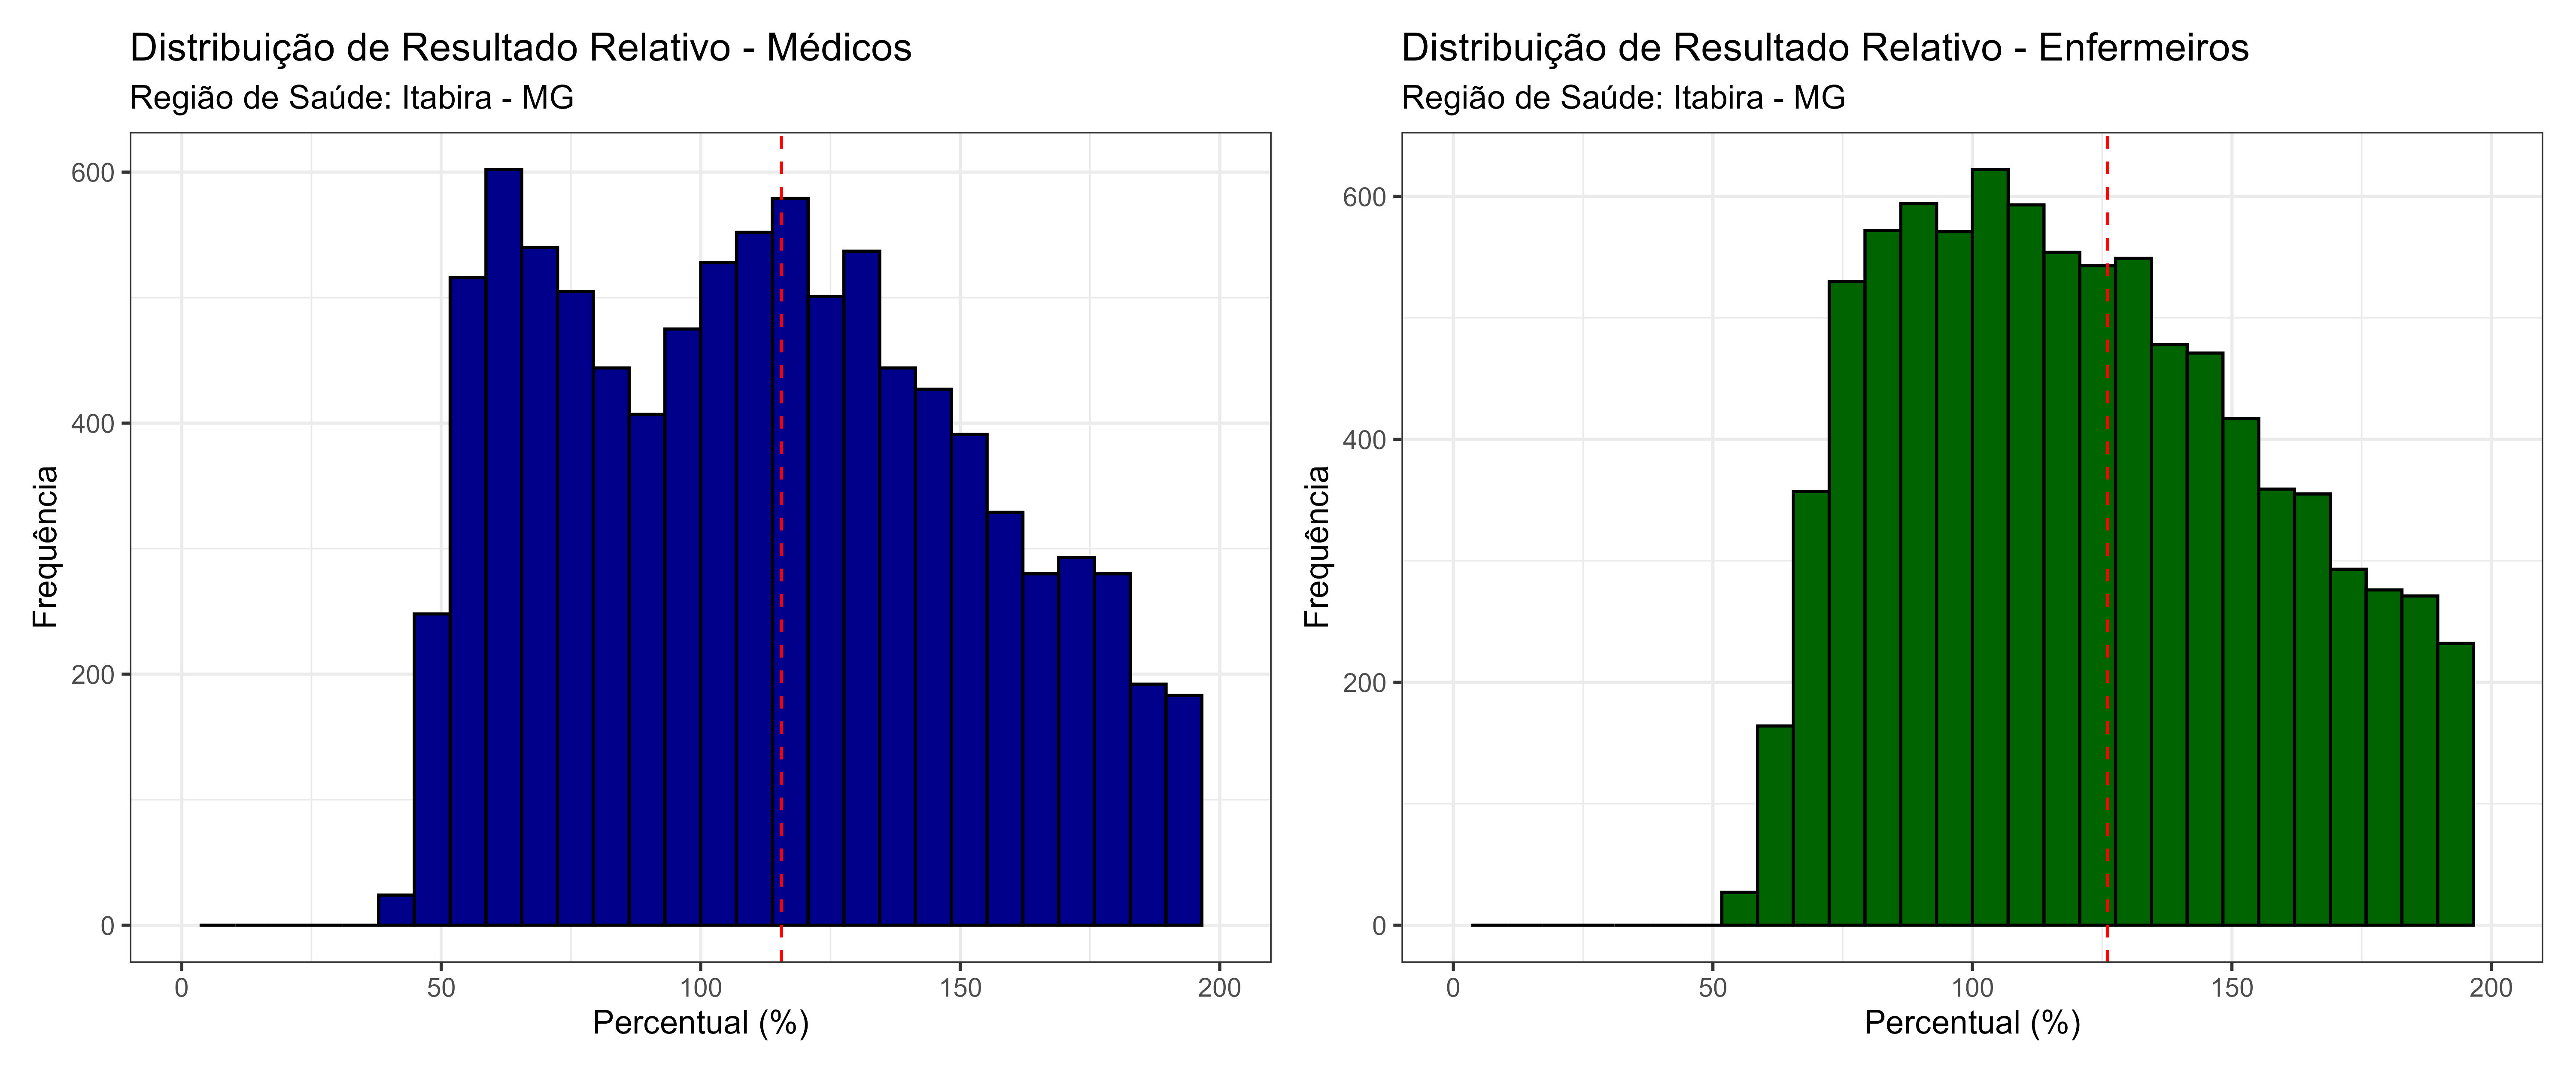 Distribuição de Resultado Relativo - Médicos
Região de Saúde: Itabira - MG
600
400
200
0
Frequência
0 50 100 150 200
Percentual (%)
Distribuição de Resultado Relativo - Enfermeiros
Região de Saúde: Itabira - MG
600
400
200
0
Frequência
0 50 100 150 200
Percentual (%)